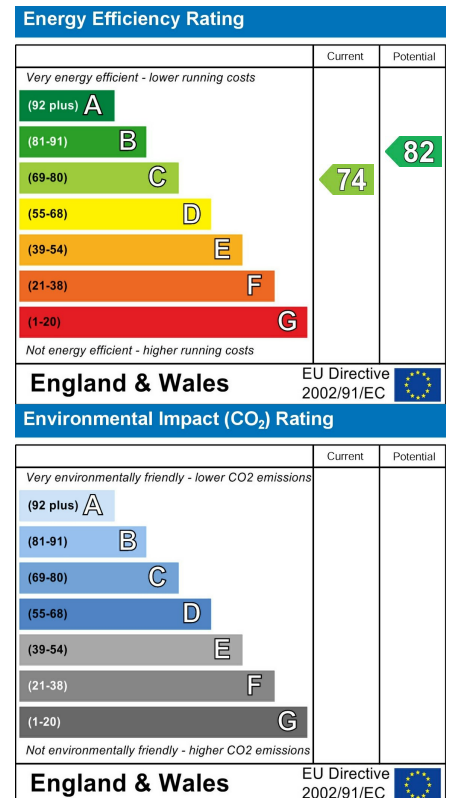 Energy Efficiency Rating
Current Potential
Very energy efficient - lower running costs
(92 plus) A
(81-91) B
82
(69-80) C
74
(55-68) D
(39-54) E
(21-38) F
(1-20) G
Not energy efficient - higher running costs
England & Wales
EU Directive
2002/91/EC
Environmental Impact (CO₂) Rating
Current Potential
Very environmentally friendly - lower CO2 emissions
(92 plus) A
(81-91) B
(69-80) C
(55-68) D
(39-54) E
(21-38) F
(1-20) G
Not environmentally friendly - higher CO2 emissions
England & Wales
EU Directive
2002/91/EC